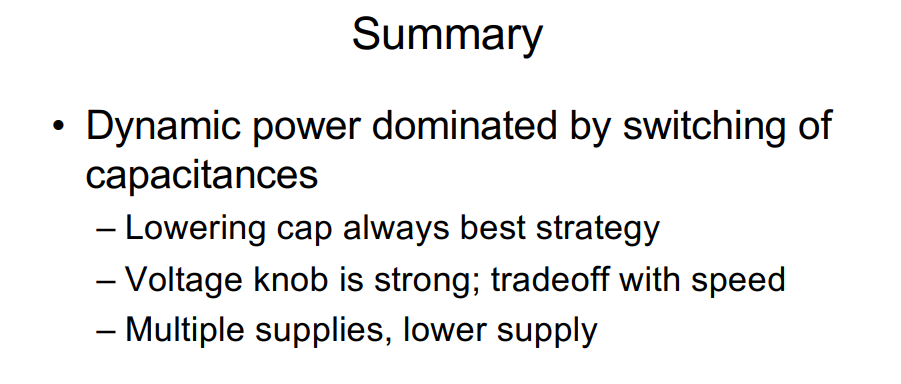 Summary
• Dynamic power dominated by switching of
capacitances
– Lowering cap always best strategy
– Voltage knob is strong; tradeoff with speed
– Multiple supplies, lower supply